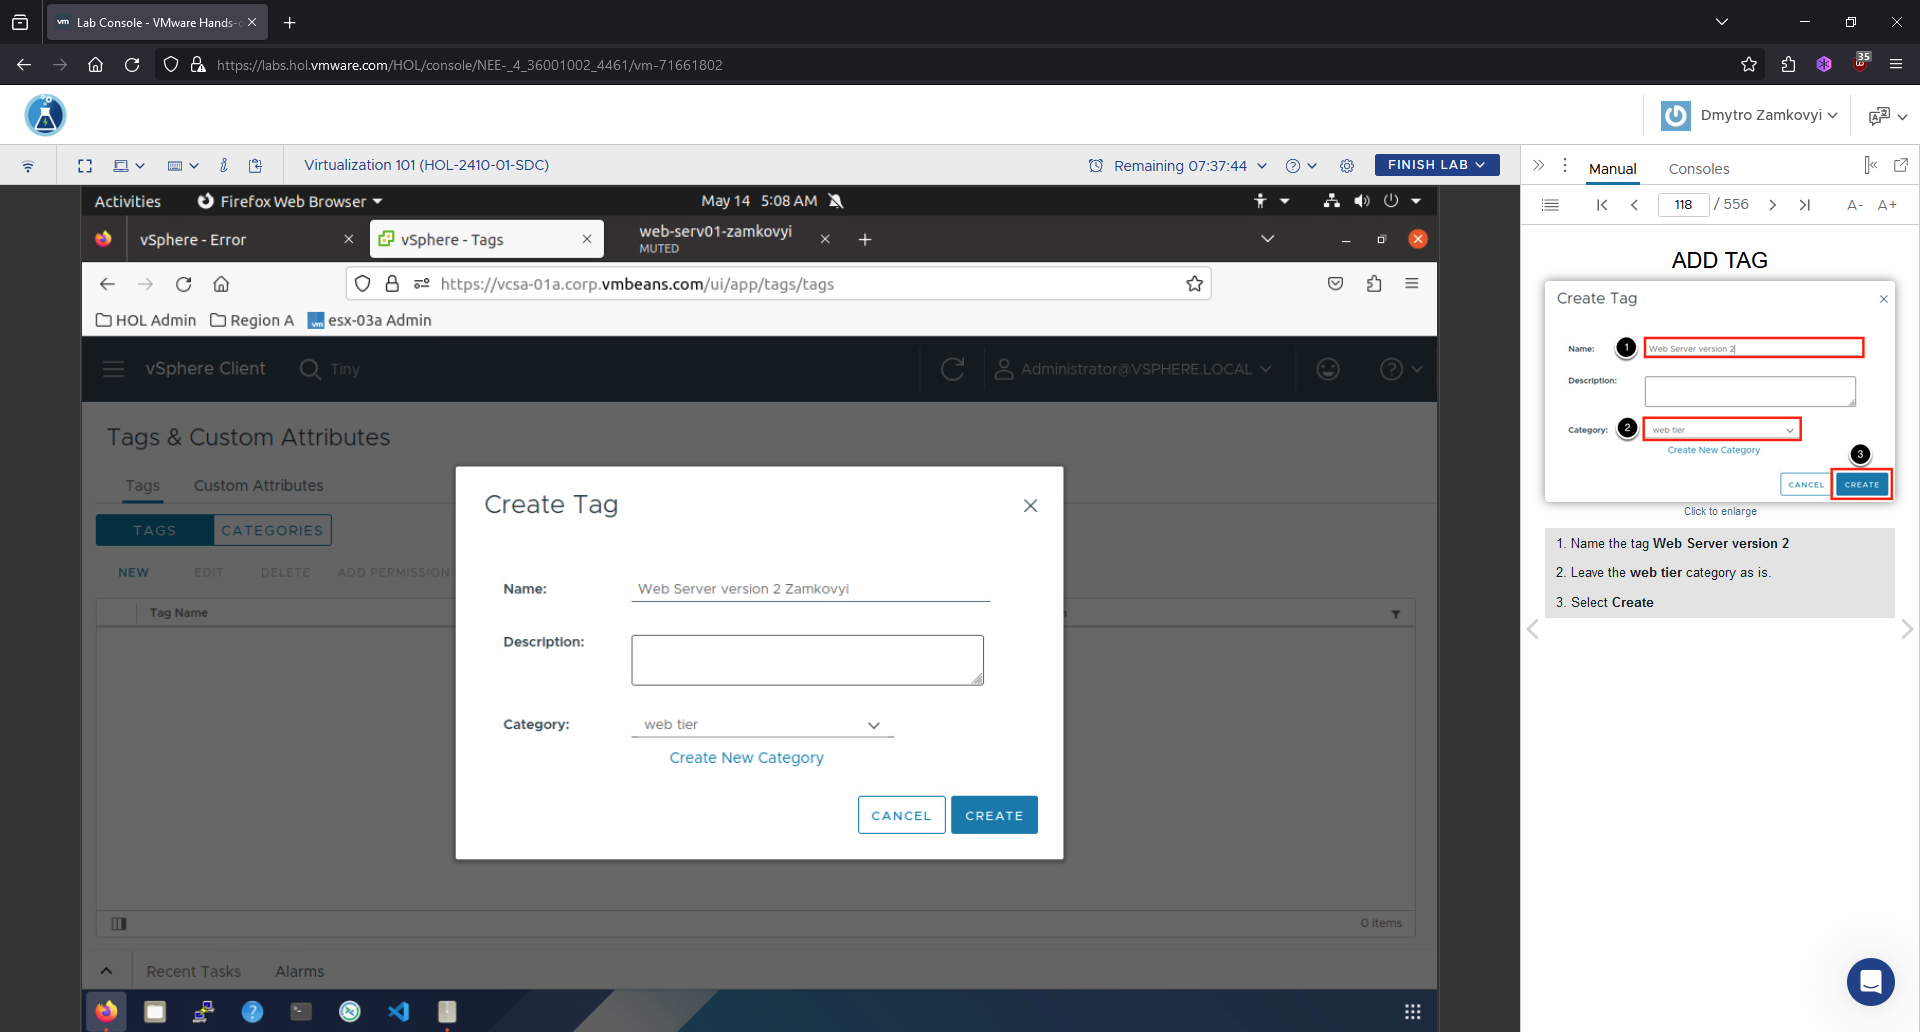 vm Lab Console - VMware Hands-o
https://labs.hol.vmware.com/HOL/console/NEE-_4_36001002_4461/vm-71661802
35
Dmytro Zamkovyi
Virtualization 101 (HOL-2410-01-SDC)
Remaining 07:37:44
FINISH LAB
Manual
Consoles
118 / 556
A- A+
Activities
Firefox Web Browser
May 14 5:08 AM
vSphere - Error
vSphere - Tags
web-serv01-zamkovyi
MUTED
https://vcsa-01a.corp.vmbeans.com/ui/app/tags/tags
HOL Admin
Region A
vm esx-03a Admin
vSphere Client
Tiny
Administrator@VSPHERE.LOCAL
Tags & Custom Attributes
Tags
Custom Attributes
TAGS
CATEGORIES
NEW
EDIT
DELETE
ADD PERMISSION
Tag Name
Create Tag
Name:
Web Server version 2 Zamkovyi
Description:
Category:
web tier
Create New Category
CANCEL
CREATE
0 items
Recent Tasks
Alarms
ADD TAG
Create Tag
Name:
1
Web Server version 2
Description:
Category:
2
web tier
Create New Category
3
CANCEL
CREATE
Click to enlarge
1. Name the tag Web Server version 2
2. Leave the web tier category as is.
3. Select Create